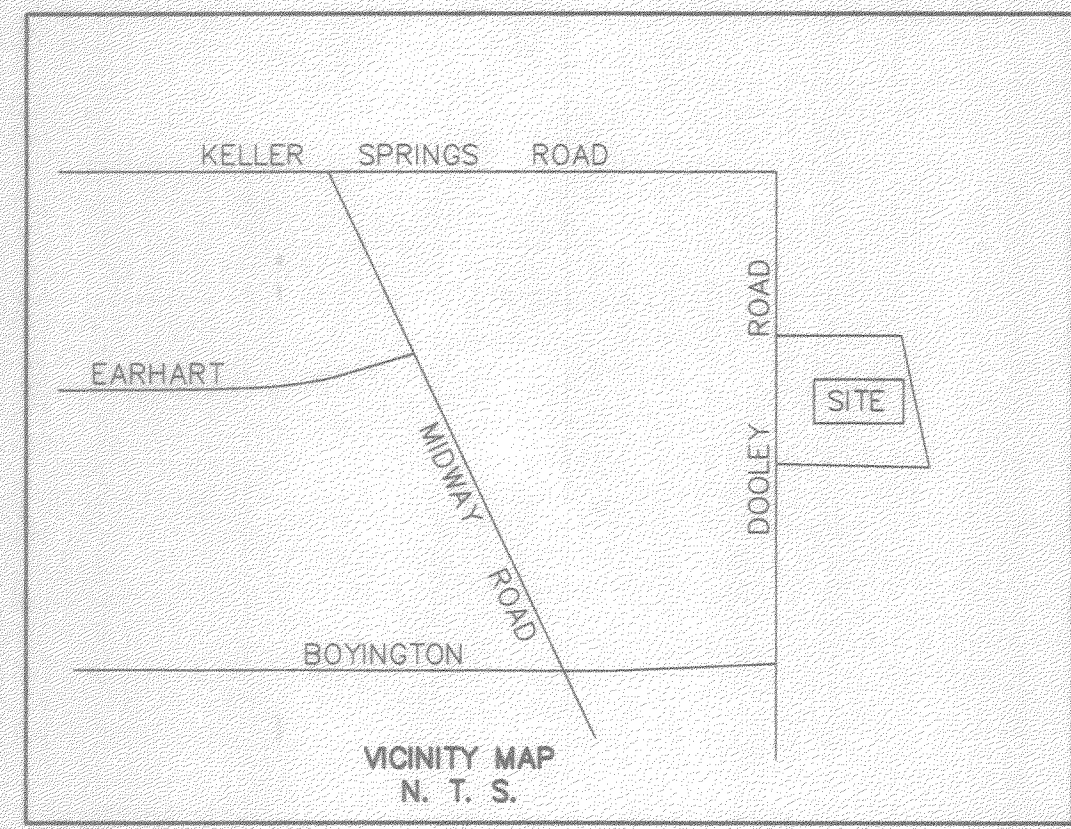 KELLER SPRINGS ROAD
DOOLEY ROAD
EARHART
SITE
MIDWAY ROAD
BOYINGTON
VICINITY MAP
N. T. S.